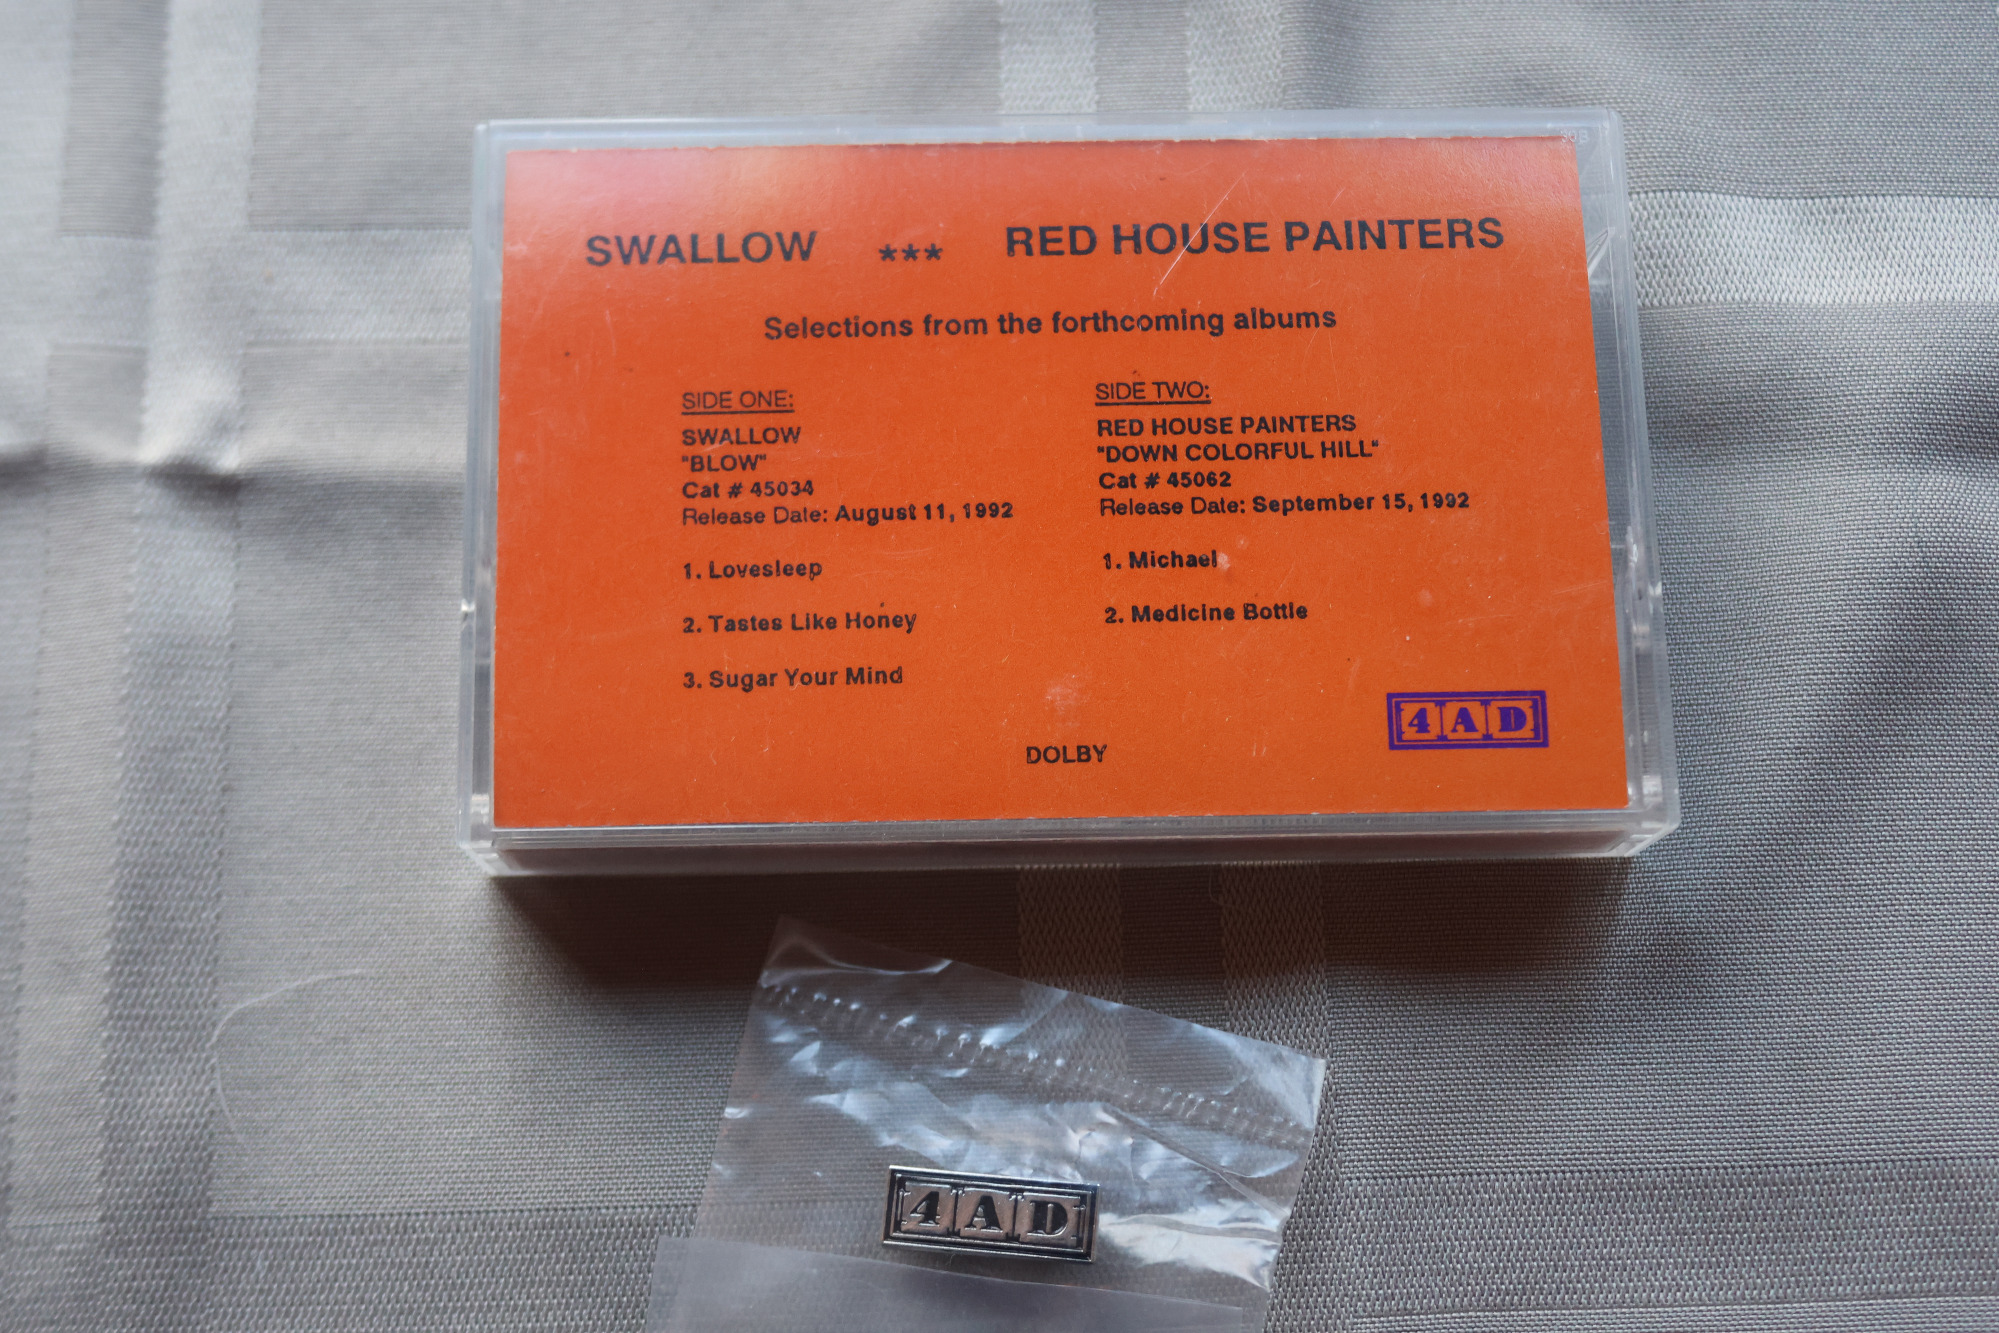 SWALLOW *** RED HOUSE PAINTERS
Selections from the forthcoming albums
SIDE ONE:
SWALLOW
"BLOW"
Cat # 45034
Release Date: August 11, 1992
1. Lovesleep
2. Tastes Like Honey
3. Sugar Your Mind
SIDE TWO:
RED HOUSE PAINTERS
"DOWN COLORFUL HILL"
Cat # 45062
Release Date: September 15, 1992
1. Michael
2. Medicine Bottle
DOLBY
4AD
4AD